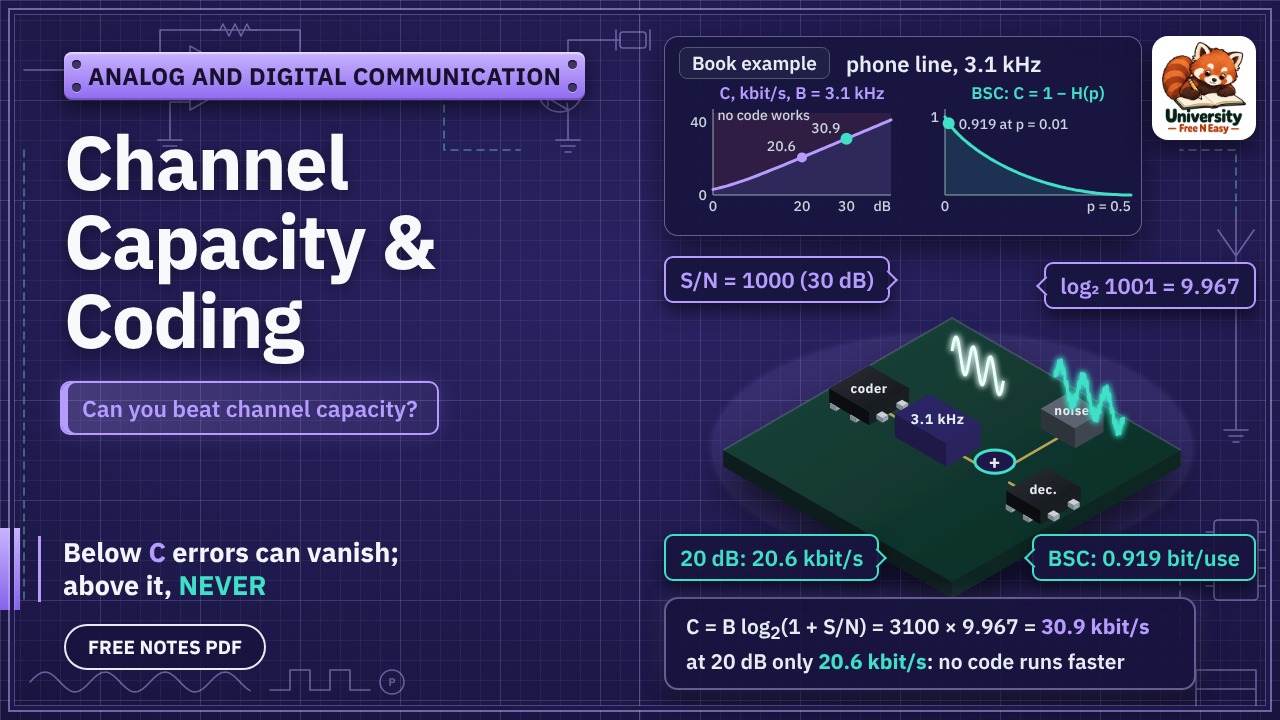 ANALOG AND DIGITAL COMMUNICATION
Channel
Capacity &
Coding
Can you beat channel capacity?
Below C errors can vanish;
above it, NEVER
FREE NOTES PDF
P
Book example
phone line, 3.1 kHz
C, kbit/s, B = 3.1 kHz
no code works
40
30.9
20.6
0
0 20 30 dB
BSC: C = 1 − H(p)
1
0.919 at p = 0.01
0 p = 0.5
University
Free N Easy
S/N = 1000 (30 dB)
log₂ 1001 = 9.967
coder
3.1 kHz
noise
+
dec.
20 dB: 20.6 kbit/s
BSC: 0.919 bit/use
C = B log₂(1 + S/N) = 3100 × 9.967 = 30.9 kbit/s
at 20 dB only 20.6 kbit/s: no code runs faster